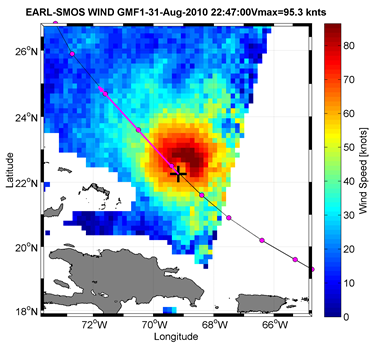 EARL-SMOS WIND GMF1-31-Aug-2010 22:47:00Vmax=95.3 knts
26°N
24°N
22°N
20°N
18°N
72°W
70°W
68°W
66°W
Latitude
Longitude
80
70
60
50
40
30
20
10
0
Wind Speed [knots]